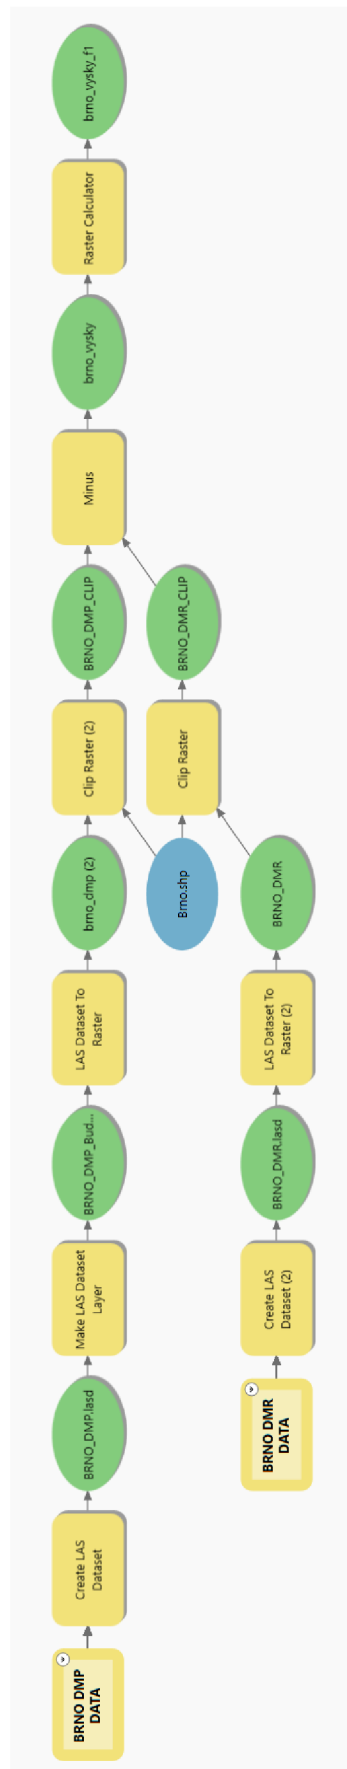 BRNO DMP
DATA
Create LAS
Dataset
BRNO_DMP.lasd
Make LAS Dataset
Layer
BRNO_DMP_Bud...
LAS Dataset To
Raster
brno_dmp (2)
Clip Raster (2)
BRNO_DMP_CLIP
Minus
brno_vysky
Raster Calculator
brno_vysky_f1
Brno.shp
Clip Raster
BRNO_DMR_CLIP
BRNO DMR
DATA
Create LAS
Dataset (2)
BRNO_DMR.lasd
LAS Dataset To
Raster (2)
BRNO_DMR